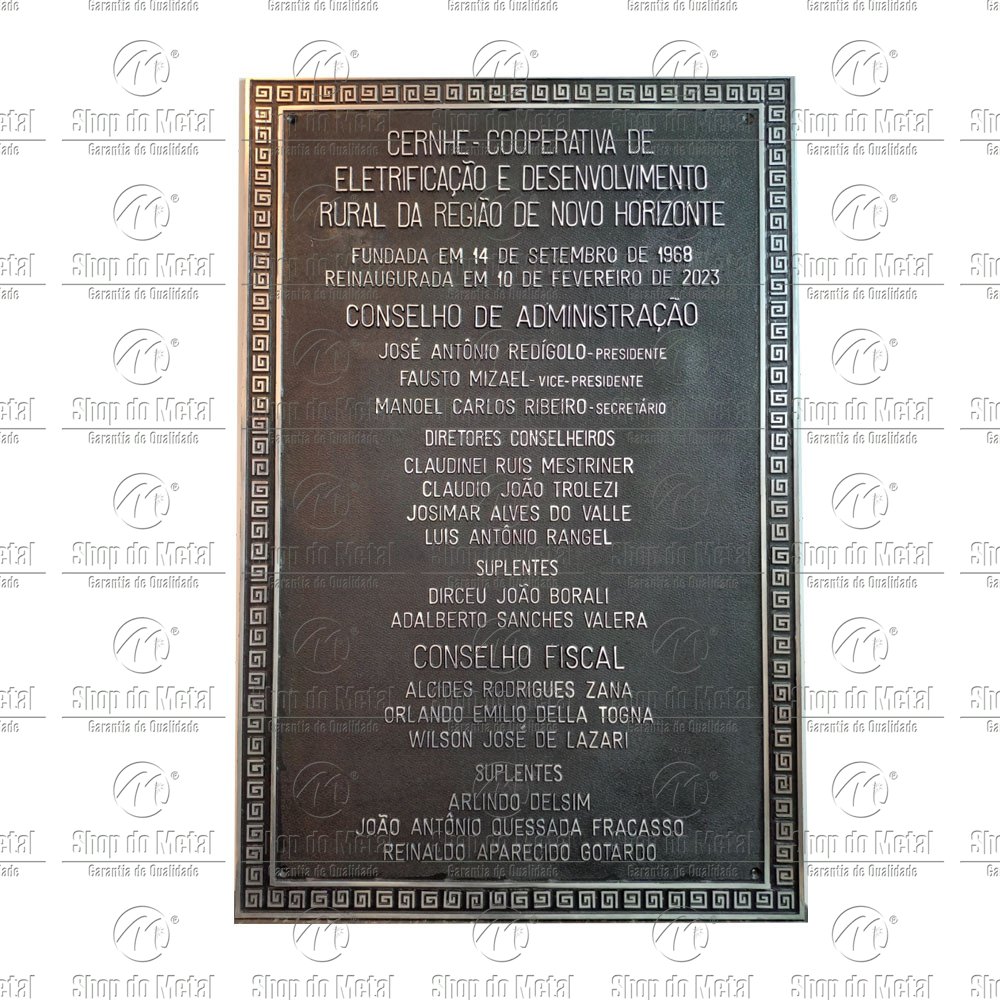 CERNHE - COOPERATIVA DE
ELETRIFICAÇÃO E DESENVOLVIMENTO
RURAL DA REGIÃO DE NOVO HORIZONTE
FUNDADA EM 14 DE SETEMBRO DE 1968
REINAUGURADA EM 10 DE FEVEREIRO DE 2023
CONSELHO DE ADMINISTRAÇÃO
JOSÉ ANTÔNIO REDÍGOLO - PRESIDENTE
FAUSTO MIZAEL - VICE-PRESIDENTE
MANOEL CARLOS RIBEIRO - SECRETÁRIO
DIRETORES CONSELHEIROS
CLAUDINEI RUIS MESTRINER
CLAUDIO JOÃO TROLEZI
JOSIMAR ALVES DO VALLE
LUIS ANTÔNIO RANGEL
SUPLENTES
DIRCEU JOÃO BORALI
ADALBERTO SANCHES VALERA
CONSELHO FISCAL
ALCIDES RODRIGUES ZANA
ORLANDO EMILIO DELLA TOGNA
WILSON JOSÉ DE LAZARI
SUPLENTES
ARLINDO DELSIM
JOÃO ANTÔNIO QUESSADA FRACASSO
REINALDO APARECIDO GOTARDO
Shop do Metal
Garantia de Qualidade